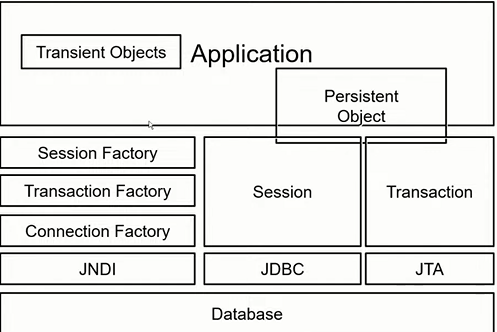 Transient Objects
Application
Persistent
Object
Session Factory
Transaction Factory
Connection Factory
Session
Transaction
JNDI
JDBC
JTA
Database